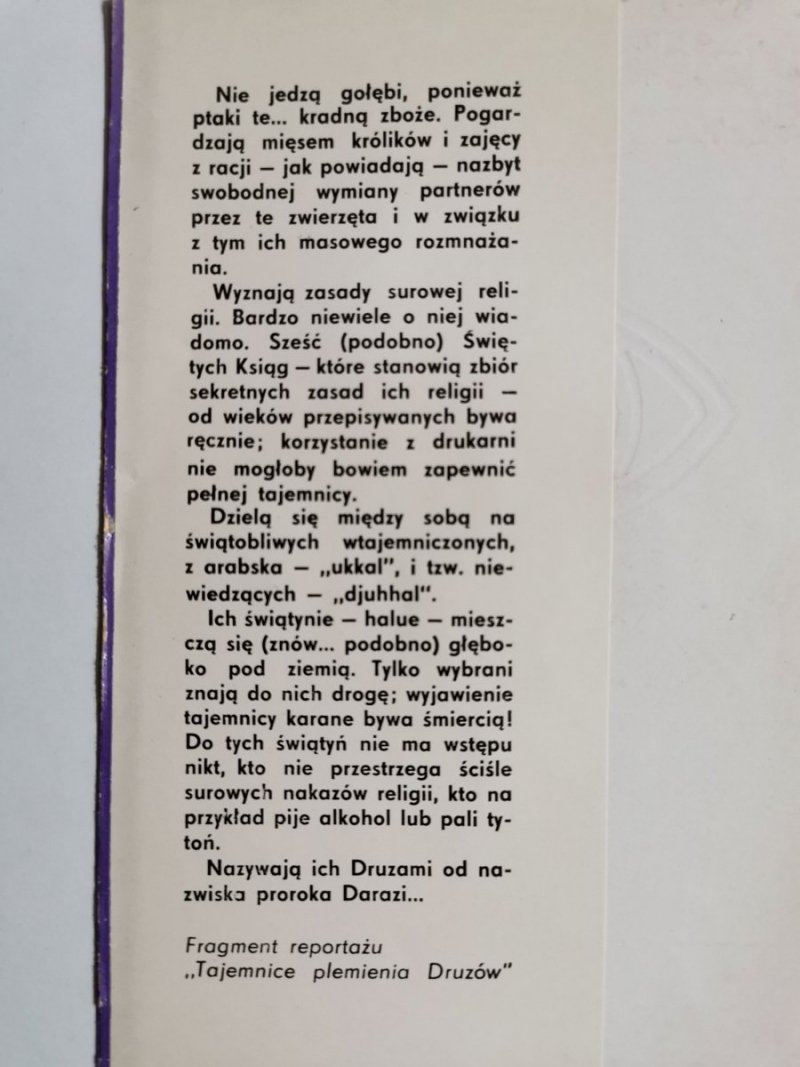 Nie jedzą gołębi, ponieważ
ptaki te... kradną zboże. Pogar-
dzają mięsem królików i zajęcy
z racji — jak powiadają — nazbyt
swobodnej wymiany partnerów
przez te zwierzęta i w związku
z tym ich masowego rozmnaża-
nia.
Wyznają zasady surowej reli-
gii. Bardzo niewiele o niej wia-
domo. Sześć (podobno) Świę-
tych Ksiąg — które stanowią zbiór
sekretnych zasad ich religii —
od wieków przepisywanych bywa
ręcznie; korzystanie z drukarni
nie mogłoby bowiem zapewnić
pełnej tajemnicy.
Dzielą się między sobą na
świątobliwych wtajemniczonych,
z arabska — „ukkal", i tzw. nie-
wiedzących — „djuhhal".
Ich świątynie — halue — miesz-
czą się (znów... podobno) głębo-
ko pod ziemią. Tylko wybrani
znają do nich drogę; wyjawienie
tajemnicy karane bywa śmiercią!
Do tych świątyń nie ma wstępu
nikt, kto nie przestrzega ściśle
surowych nakazów religii, kto na
przykład pije alkohol lub pali ty-
toń.
Nazywają ich Druzami od na-
zwiska proroka Darazi...
Fragment reportażu
„Tajemnice plemienia Druzów"